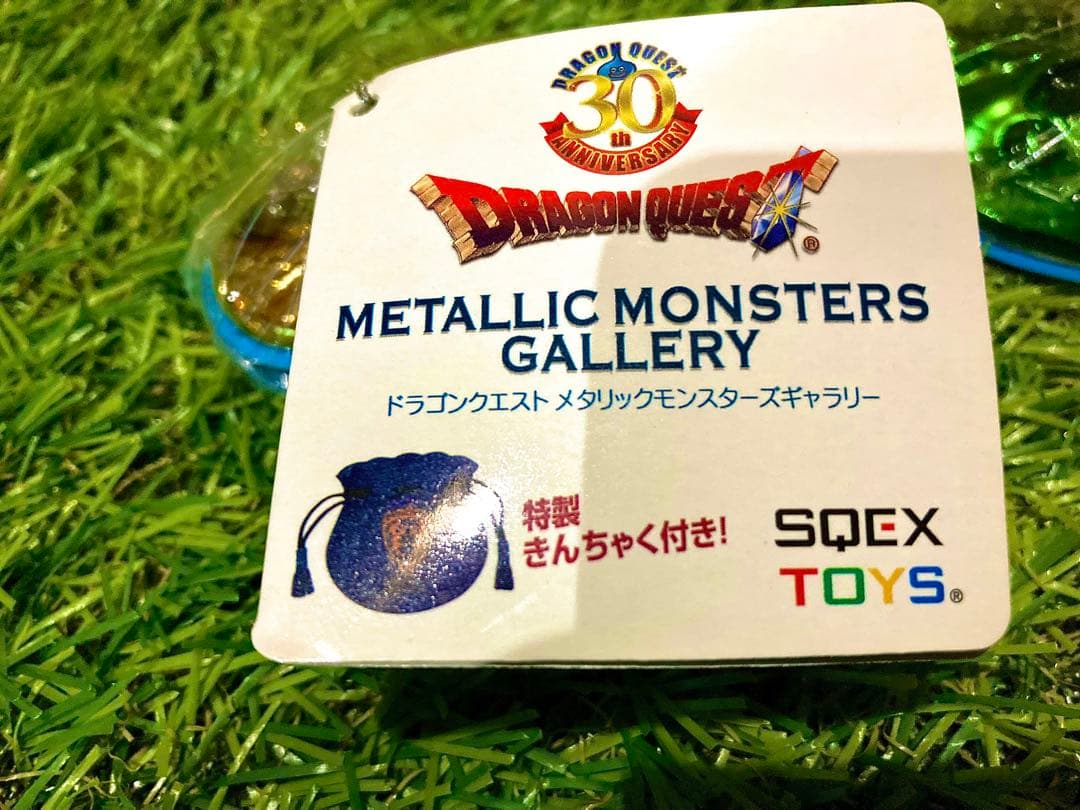 DRAGON QUEST
30
th
ANNIVERSARY
DRAGON QUEST®
METALLIC MONSTERS
GALLERY
ドラゴンクエスト メタリックモンスターズギャラリー
特製
きんちゃく付き!
SQEX
TOYS®